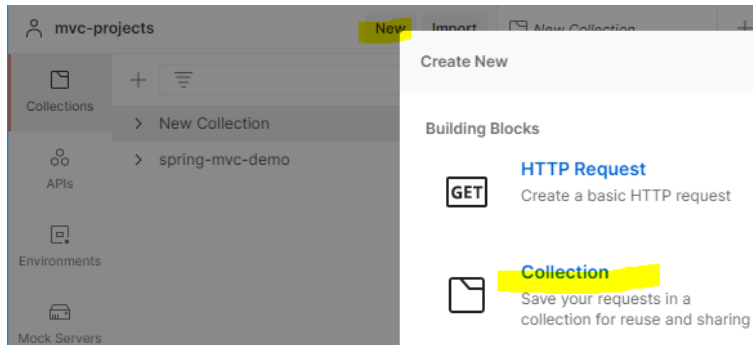 mvc-projects
New
Import
New Collection
Collections
New Collection
spring-mvc-demo
APIs
Environments
Mock Servers
Create New
Building Blocks
GET
HTTP Request
Create a basic HTTP request
Collection
Save your requests in a
collection for reuse and sharing